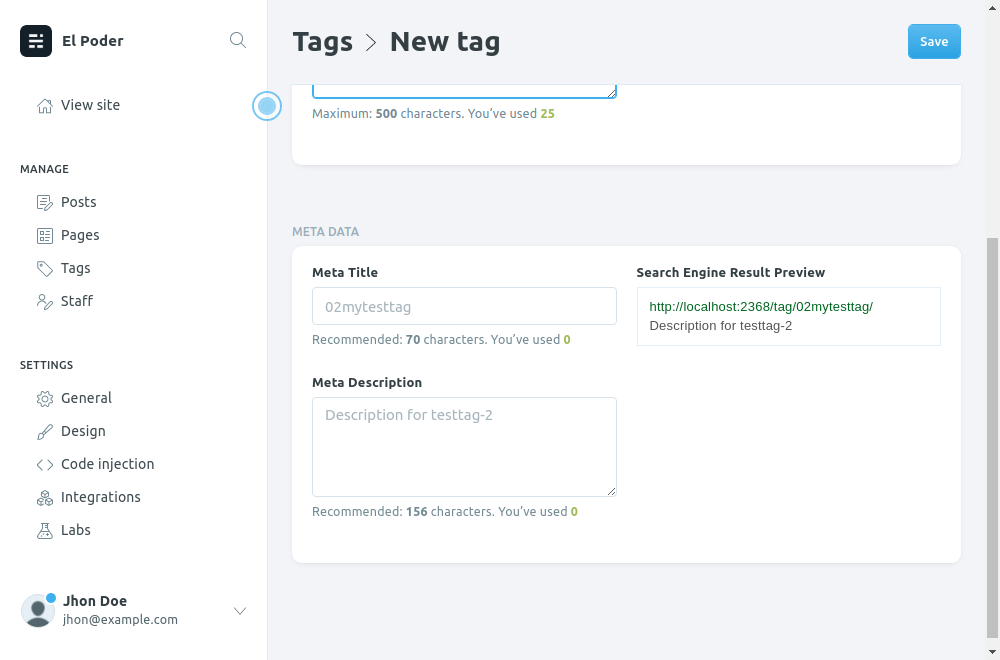 El Poder
View site
MANAGE
Posts
Pages
Tags
Staff
SETTINGS
General
Design
Code injection
Integrations
Labs
Jhon Doe
jhon@example.com
Tags > New tag
Save
Maximum: 500 characters. You’ve used 25
META DATA
Meta Title
02mytesttag
Recommended: 70 characters. You’ve used 0
Meta Description
Description for testtag-2
Recommended: 156 characters. You’ve used 0
Search Engine Result Preview
http://localhost:2368/tag/02mytesttag/
Description for testtag-2